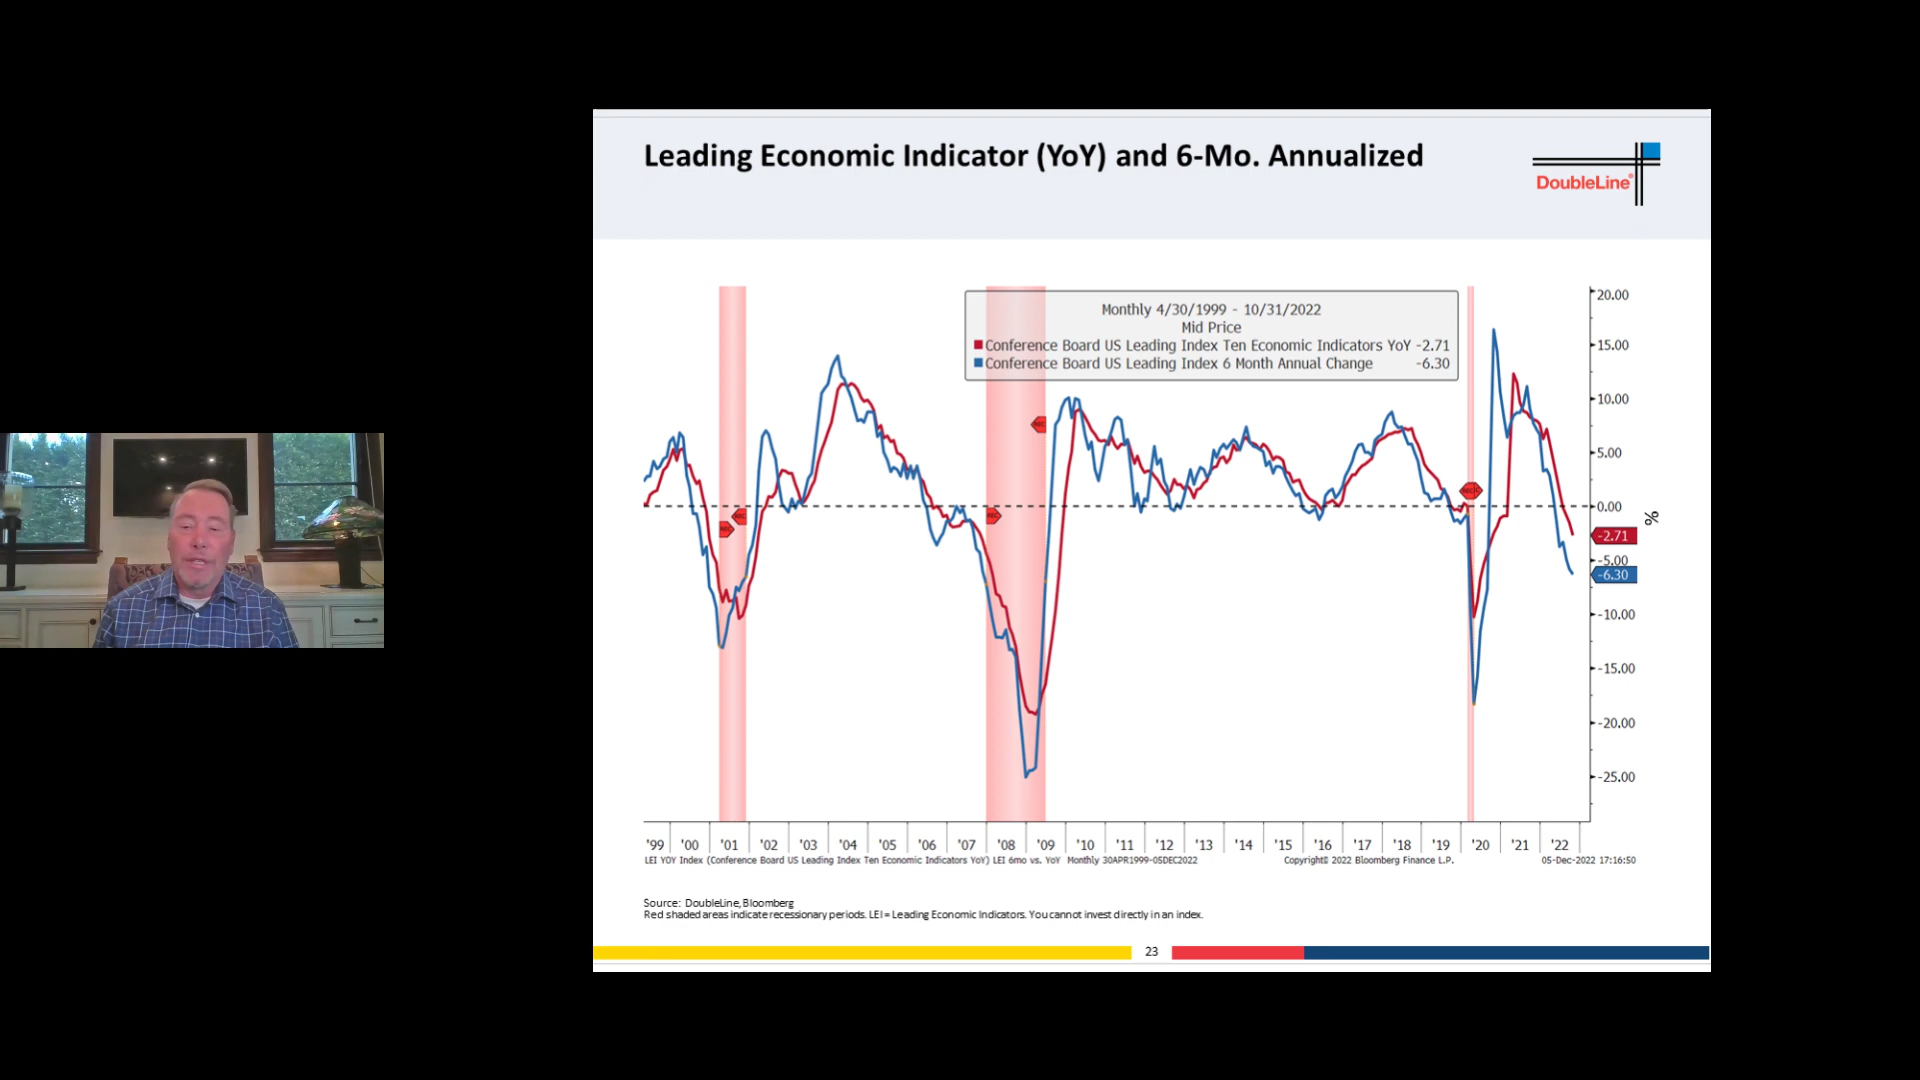 Leading Economic Indicator (YoY) and 6-Mo. Annualized
DoubleLine®
Monthly 4/30/1999 - 10/31/2022
Mid Price
Conference Board US Leading Index Ten Economic Indicators YoY -2.71
Conference Board US Leading Index 6 Month Annual Change -6.30
20.00
15.00
10.00
5.00
0.00
-2.71
-5.00
-6.30
-10.00
-15.00
-20.00
-25.00
%
REC
REC
REC
REC
'99 '00 '01 '02 '03 '04 '05 '06 '07 '08 '09 '10 '11 '12 '13 '14 '15 '16 '17 '18 '19 '20 '21 '22
LEI YOY Index (Conference Board US Leading Index Ten Economic Indicators YoY) LEI 6mo vs. YoY Monthly 30APR1999-05DEC2022 Copyright© 2022 Bloomberg Finance L.P. 05-Dec-2022 17:16:50
Source: DoubleLine, Bloomberg
Red shaded areas indicate recessionary periods. LEI = Leading Economic Indicators. You cannot invest directly in an index.
23